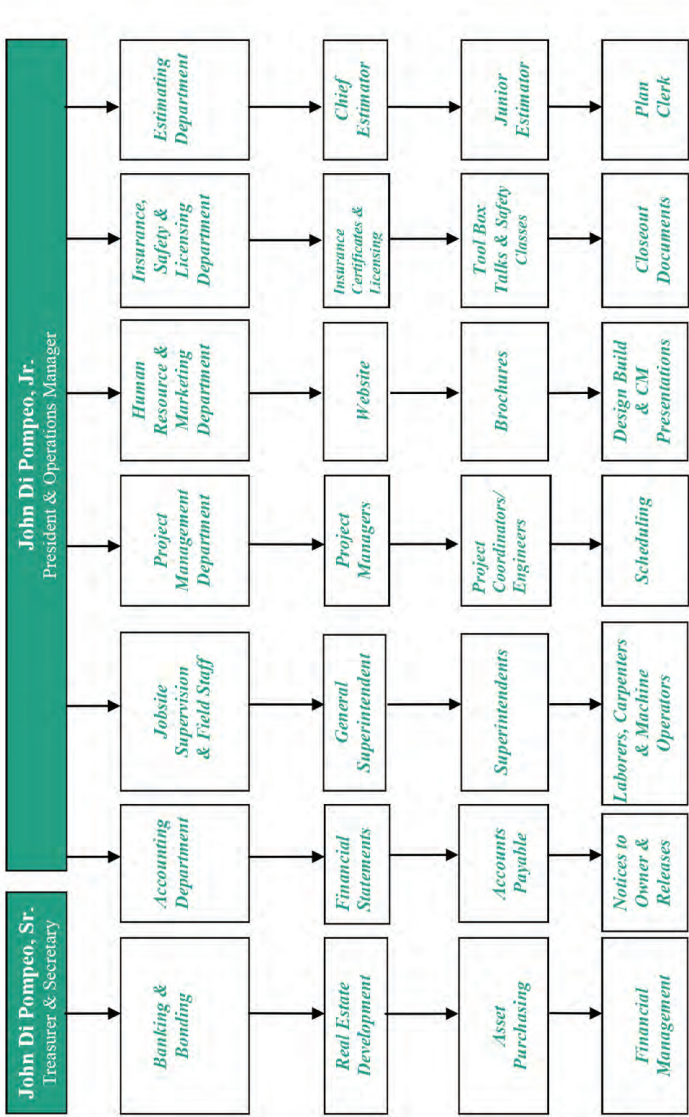 John Di Pompeo, Sr.
Treasurer & Secretary
John Di Pompeo, Jr.
President & Operations Manager
Banking &
Bonding
Accounting
Department
Jobsite
Supervision
& Field Staff
Project
Management
Department
Human
Resource &
Marketing
Department
Insurance,
Safety &
Licensing
Department
Estimating
Department
Real Estate
Development
Financial
Statements
General
Superintendent
Project
Managers
Website
Insurance
Certificates &
Licensing
Chief
Estimator
Asset
Purchasing
Accounts
Payable
Superintendents
Project
Coordinators/
Engineers
Brochures
Tool Box
Talks & Safety
Classes
Junior
Estimator
Financial
Management
Notices to
Owner &
Releases
Laborers, Carpenters
& Machine
Operators
Scheduling
Design Build
& CM
Presentations
Closeout
Documents
Plan
Clerk